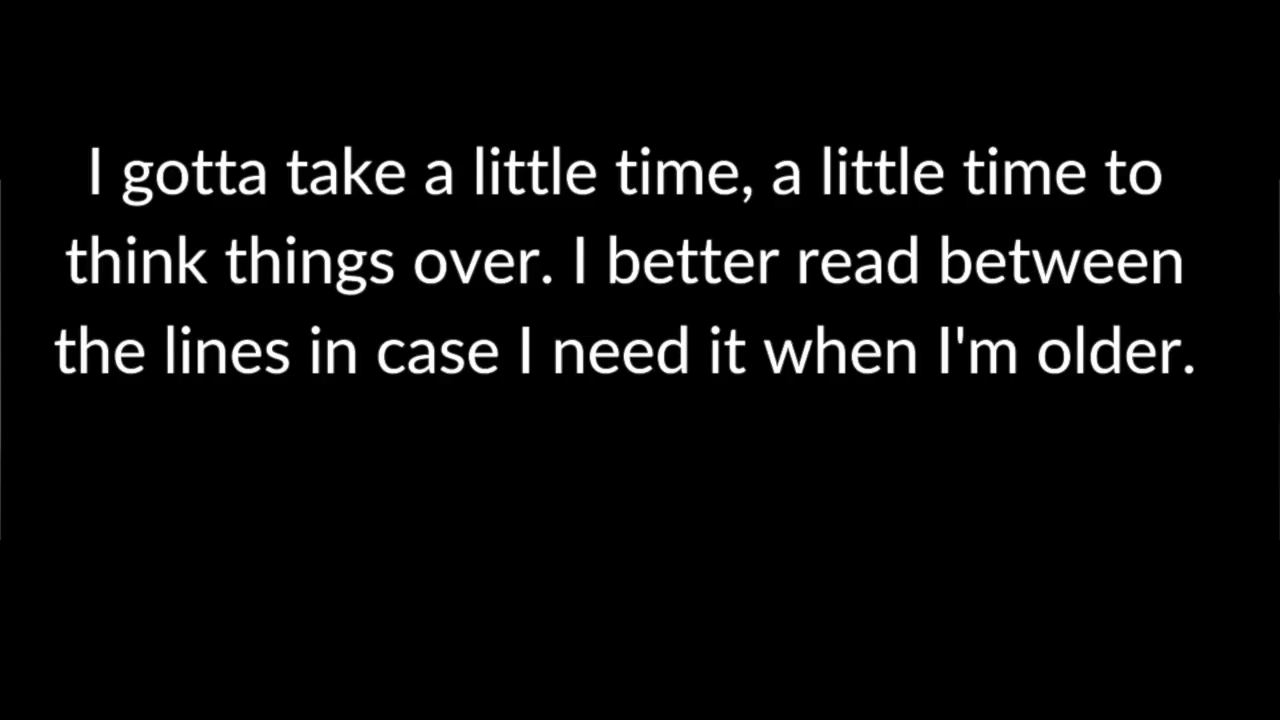 I gotta take a little time, a little time to
think things over. I better read between
the lines in case I need it when I'm older.